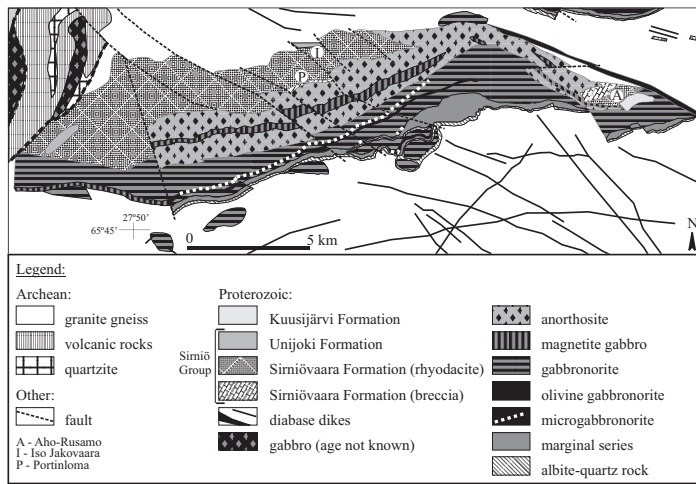 I
P
A
27°50'
65°45'
0
5 km
N
Legend:
Archean:
granite gneiss
volcanic rocks
quartzite
Other:
fault
A - Aho-Rusamo
I - Iso Jakovaara
P - Portinloma
Proterozoic:
Kuusijärvi Formation
Sirniö
Group
Unijoki Formation
Sirniövaara Formation (rhyodacite)
Sirniövaara Formation (breccia)
diabase dikes
gabbro (age not known)
anorthosite
magnetite gabbro
gabbronorite
olivine gabbronorite
microgabbronorite
marginal series
albite-quartz rock